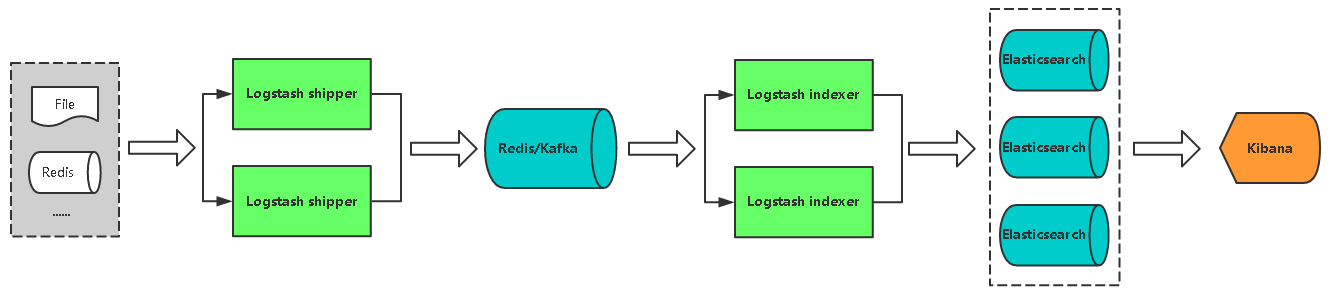 File
Redis
......
Logstash shipper
Logstash shipper
Redis/Kafka
Logstash indexer
Logstash indexer
Elasticsearch
Elasticsearch
Elasticsearch
Kibana